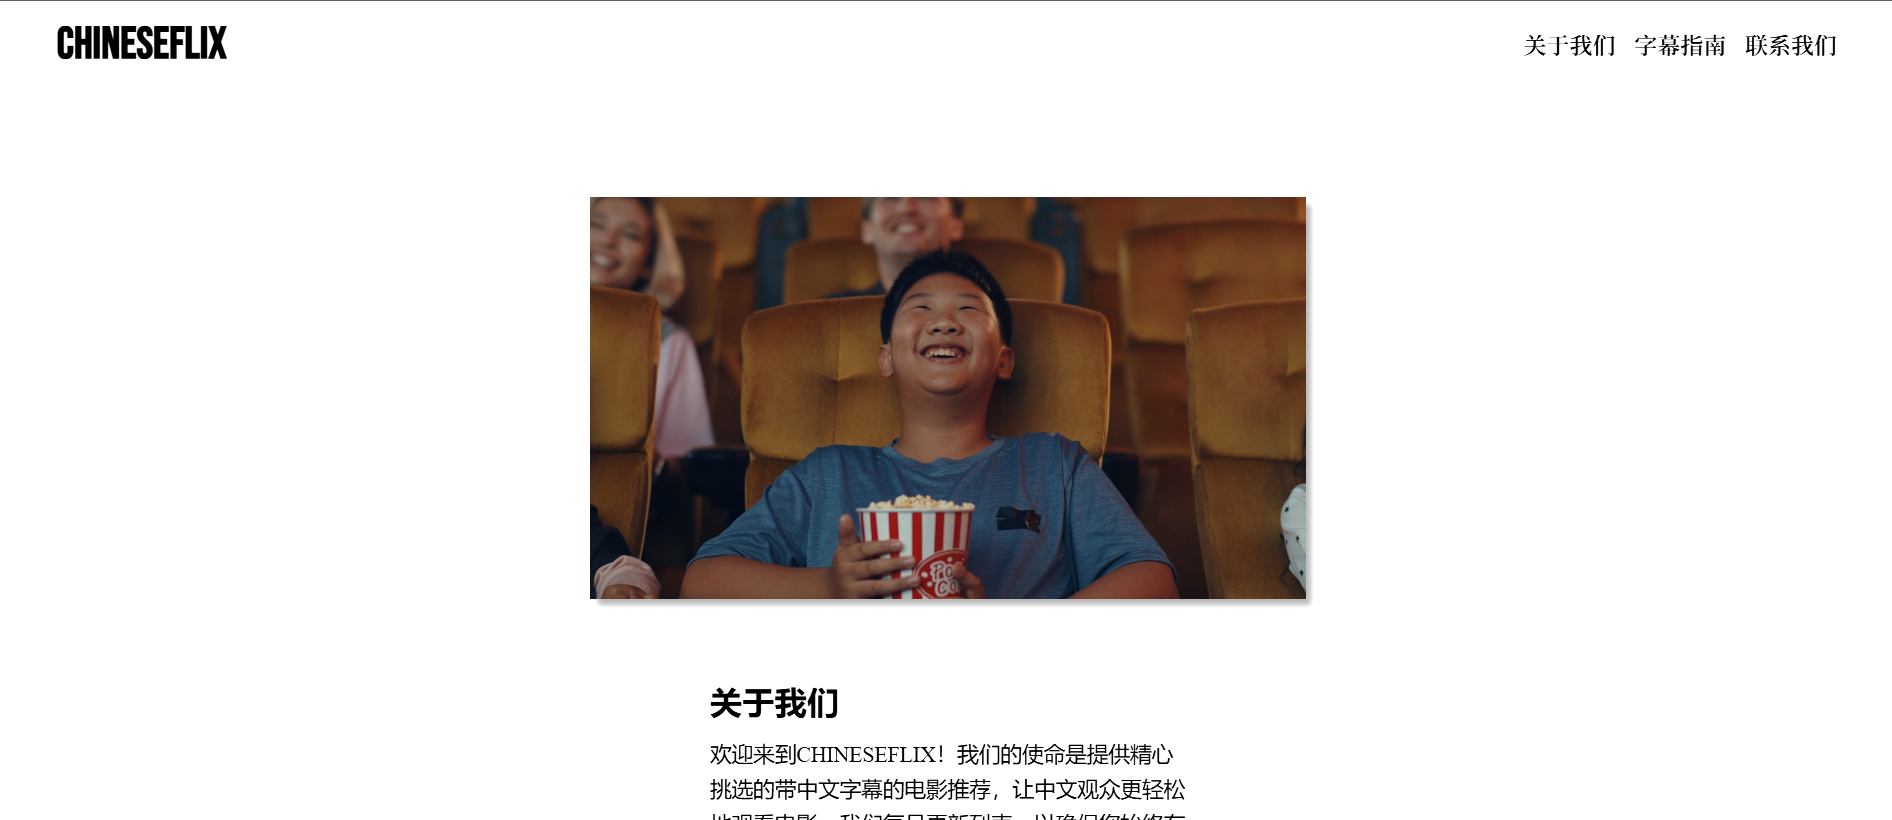 CHINESEFLIX
关于我们 字幕指南 联系我们
关于我们
欢迎来到CHINESEFLIX！我们的使命是提供精心
挑选的带中文字幕的电影推荐，让中文观众更轻松